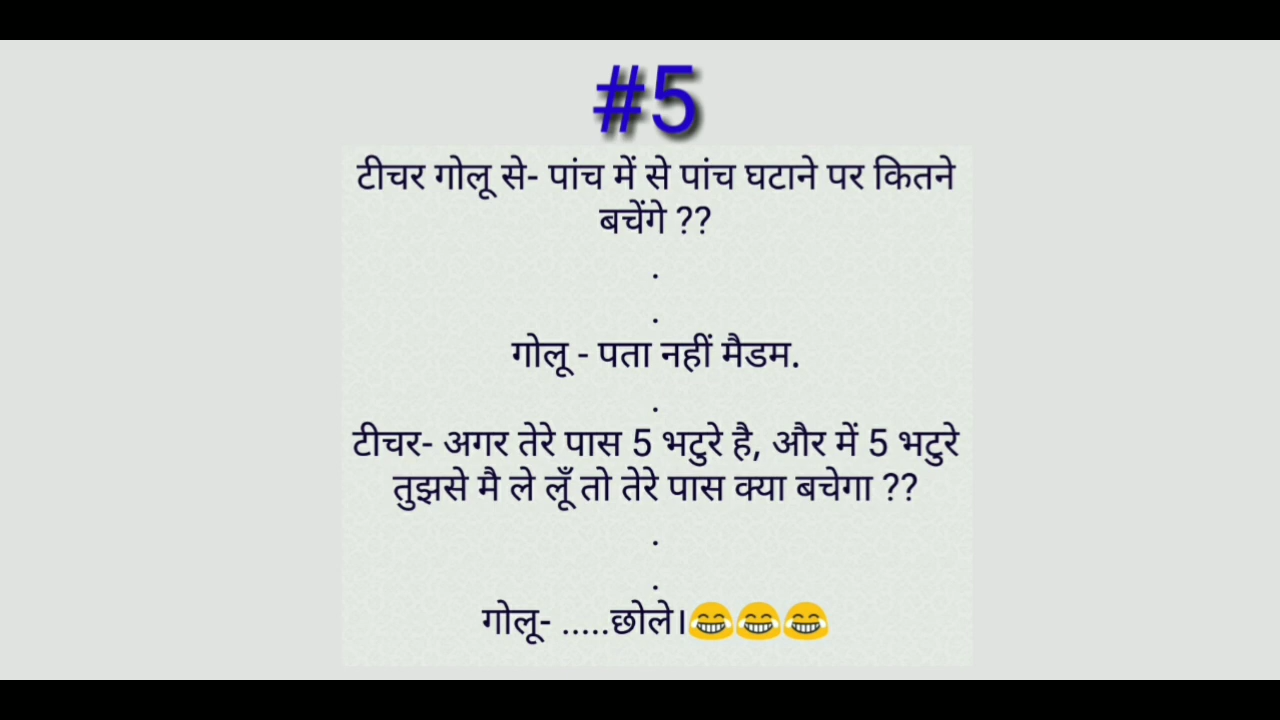 #5
टीचर गोलू से- पांच में से पांच घटाने पर कितने
बचेंगे ??
.
.
गोलू - पता नहीं मैडम.
.
टीचर- अगर तेरे पास 5 भटुरे है, और में 5 भटुरे
तुझसे मै ले लूँ तो तेरे पास क्या बचेगा ??
.
.
गोलू- .....छोले।😂😂😂